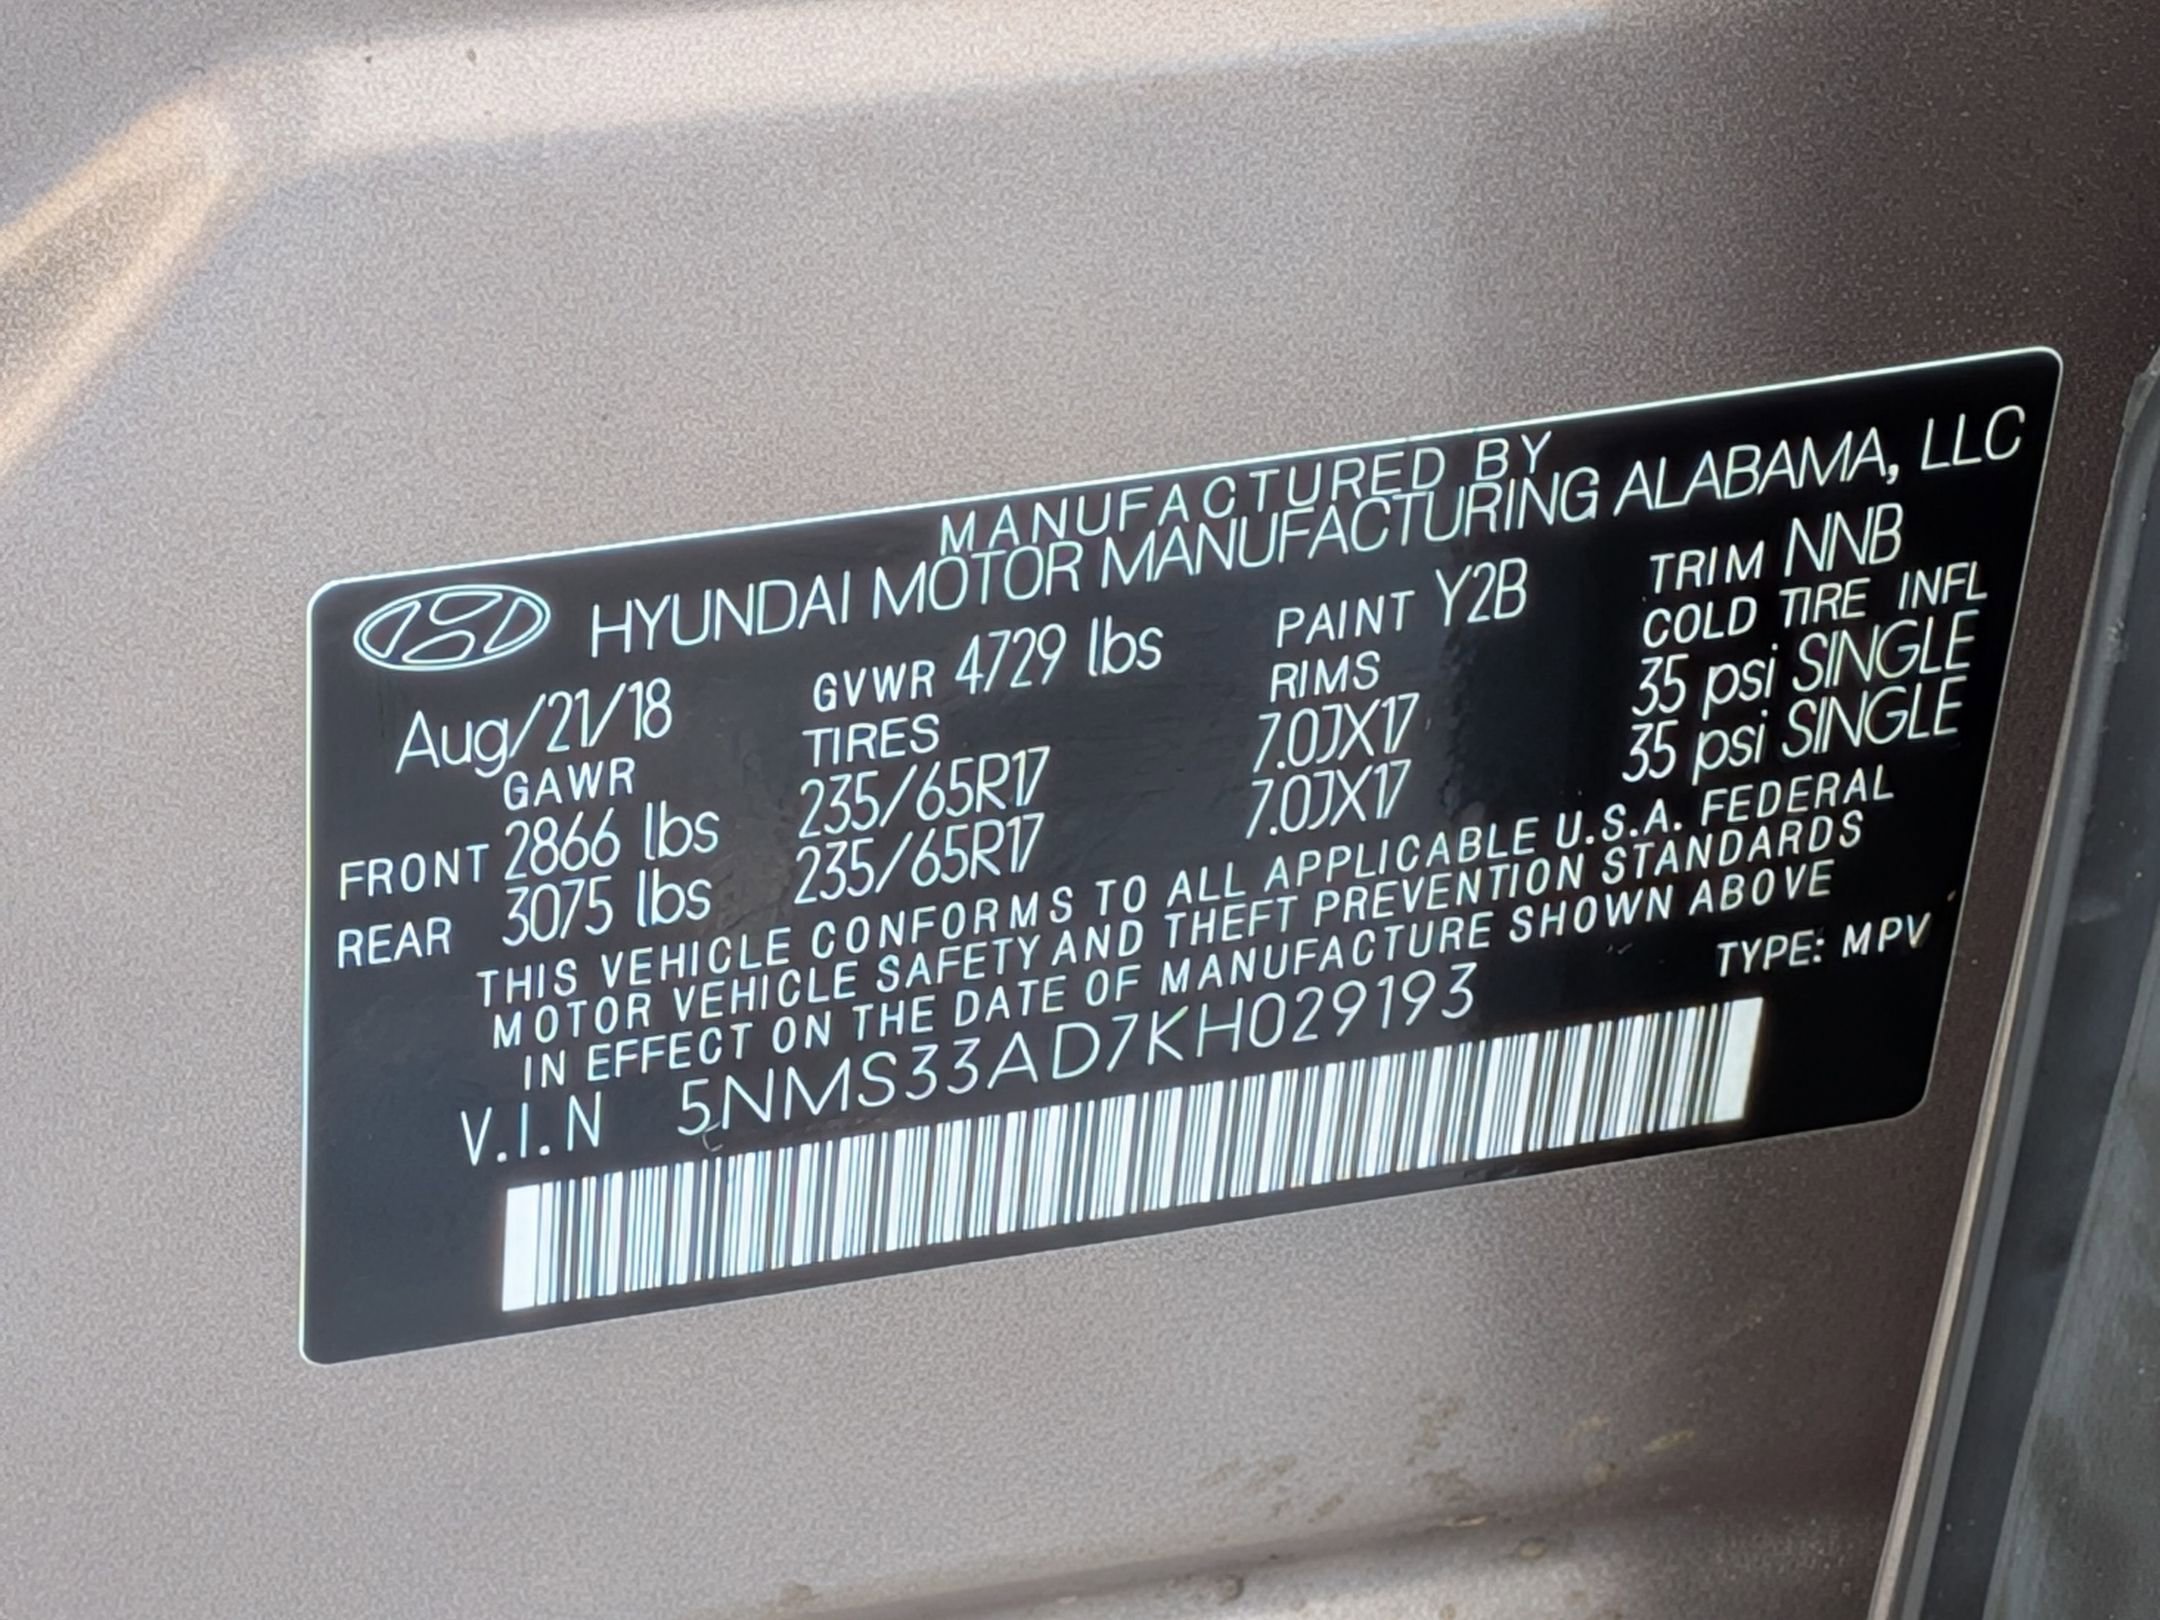 MANUFACTURED BY
HYUNDAI MOTOR MANUFACTURING ALABAMA, LLC
Aug/21/18 GVWR 4729 lbs PAINT Y2B TRIM NNB
GAWR TIRES RIMS COLD TIRE INFL
FRONT 2866 lbs 235/65R17 7.0JX17 35 psi SINGLE
REAR 3075 lbs 235/65R17 7.0JX17 35 psi SINGLE
THIS VEHICLE CONFORMS TO ALL APPLICABLE U.S.A. FEDERAL
MOTOR VEHICLE SAFETY AND THEFT PREVENTION STANDARDS
IN EFFECT ON THE DATE OF MANUFACTURE SHOWN ABOVE
V.I.N 5NMS33AD7KH029193 TYPE: MPV